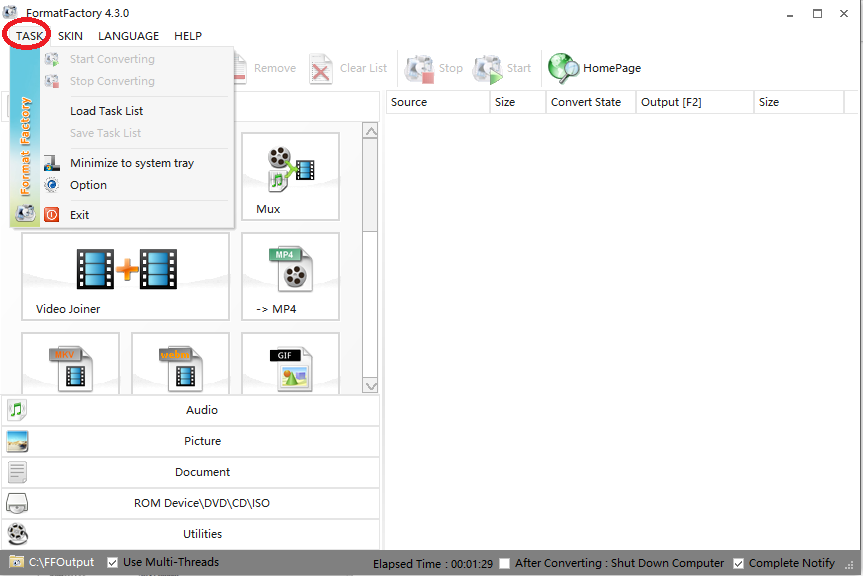 FormatFactory 4.3.0
TASK SKIN LANGUAGE HELP
Start Converting
Stop Converting
Load Task List
Save Task List
Minimize to system tray
Option
Exit
Format Factory
Remove Clear List Stop Start HomePage
Source Size Convert State Output [F2] Size
Mux
Video Joiner
MP4
-> MP4
MKV
webm
GIF
Audio
Picture
Document
ROM Device\DVD\CD\ISO
Utilities
C:\FFOutput Use Multi-Threads Elapsed Time : 00:01:29 After Converting : Shut Down Computer Complete Notify